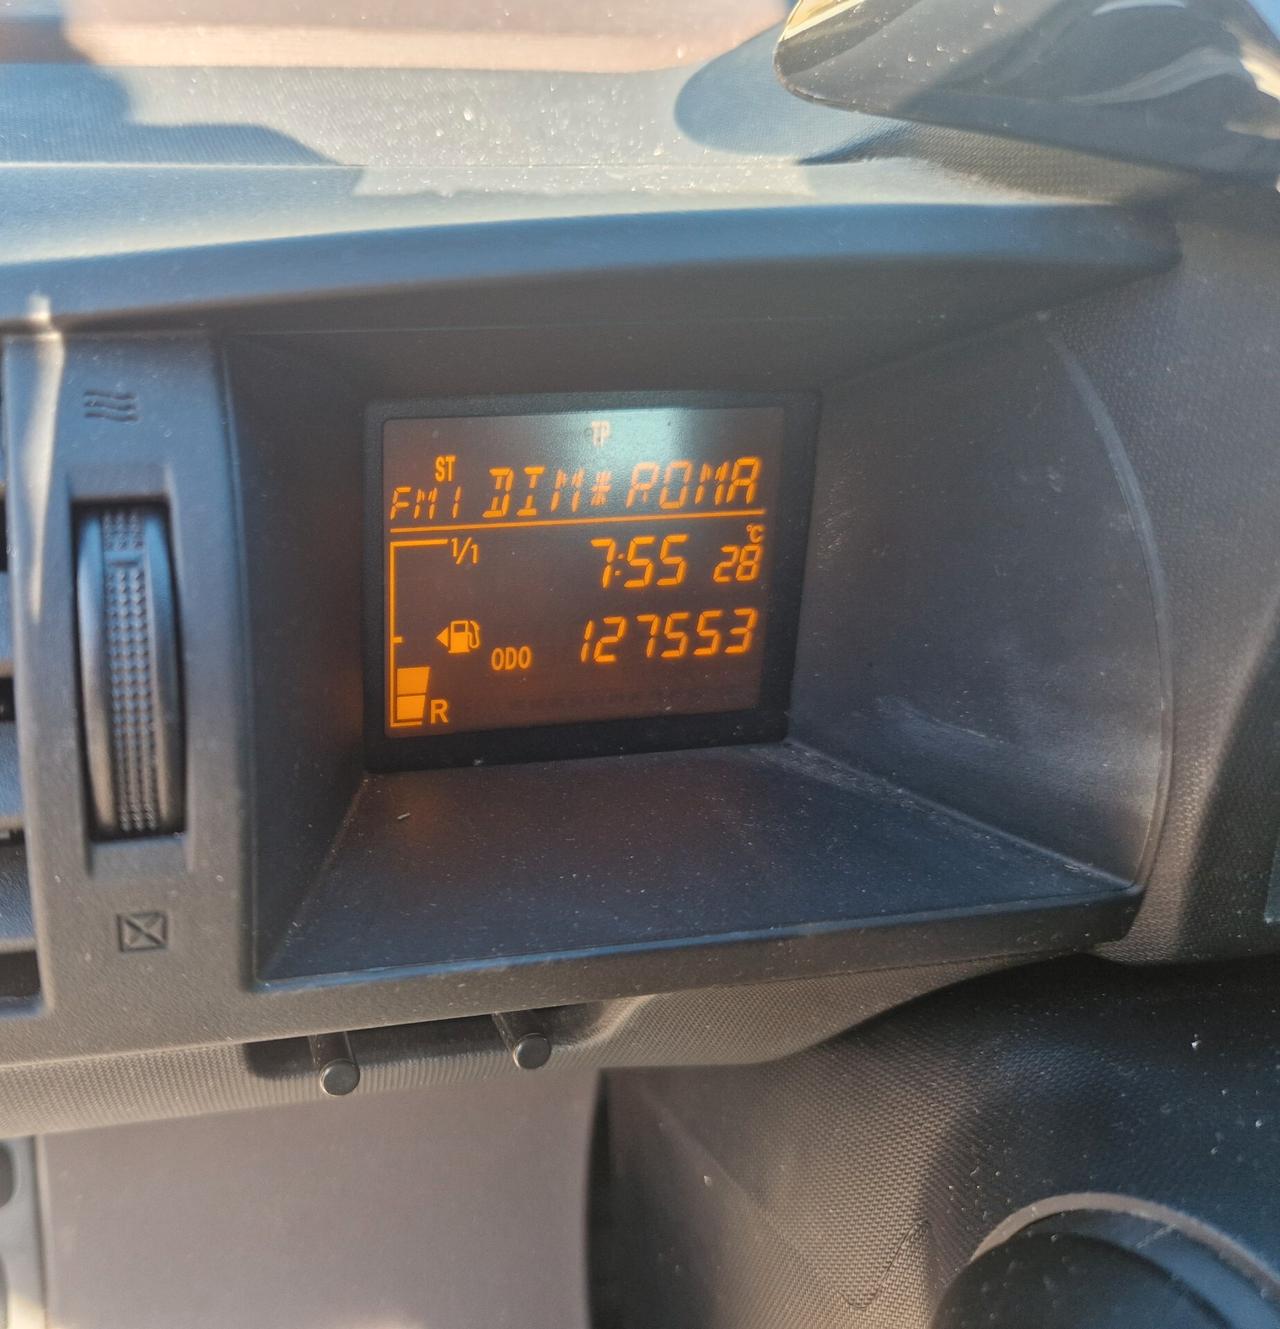 TP
ST
FM1 DIM* ROMA
1/1 7:55 28 °C
ODO 127553
R